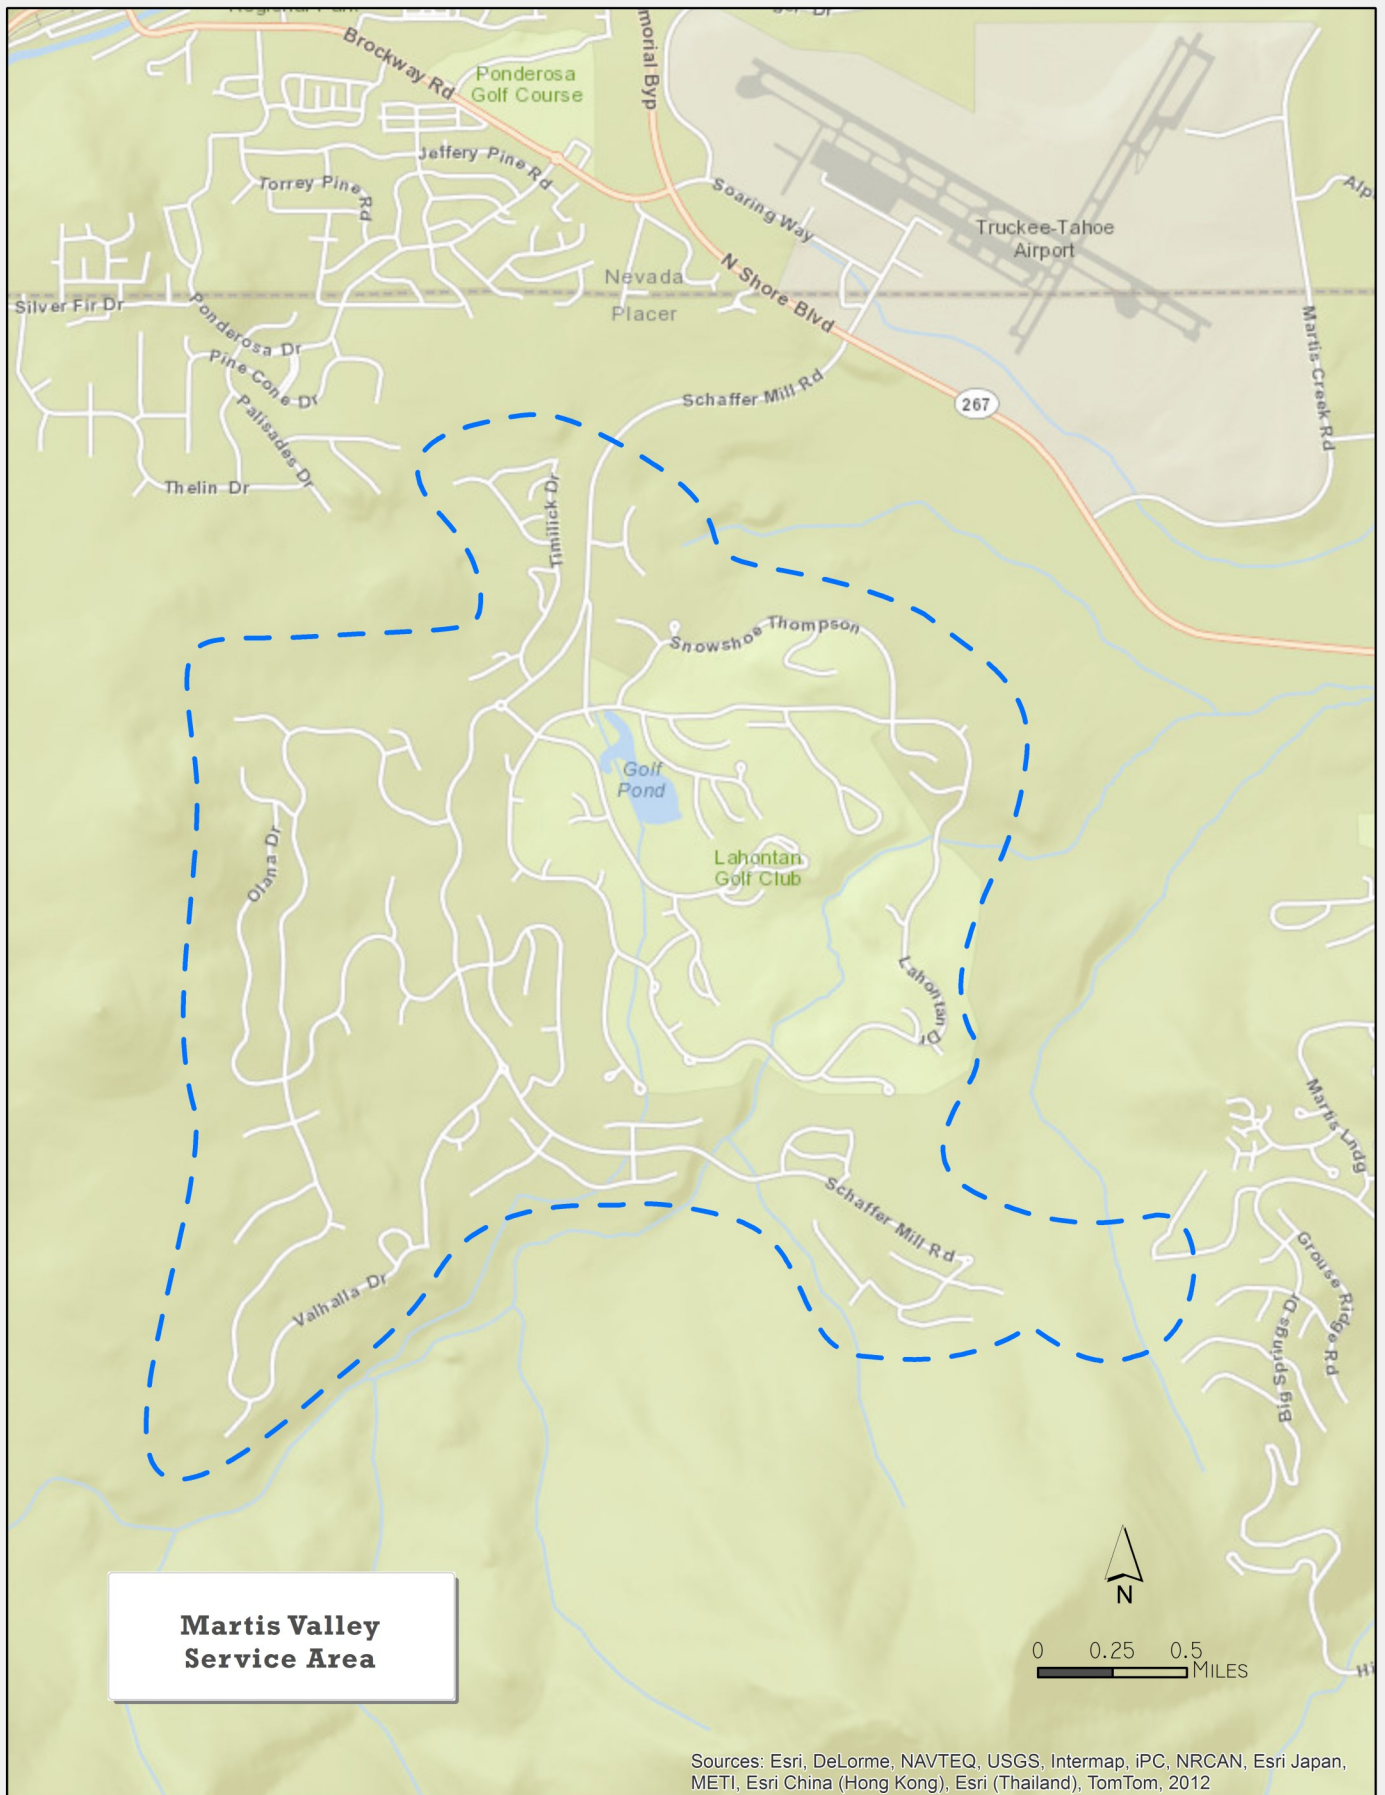 Regional Park
Brockway Rd
Ponderosa
Golf Course
morial Byp
Jeffery Pine Rd
Torrey Pine Rd
Soaring Way
Truckee-Tahoe
Airport
Alp
Nevada
Placer
N Shore Blvd
Silver Fir Dr
Ponderosa Dr
Pine Cone Dr
Palisades Dr
Thelin Dr
Schaffer Mill Rd
267
Martis Creek Rd
Timilick Dr
Snowshoe Thompson
Golf
Pond
Olana Dr
Lahontan
Golf Club
Lahontan Dr
Martis Lndg
Schaffer Mill Rd
Valhalla Dr
Grouse Ridge Rd
Big Springs Dr
N
Martis Valley
Service Area
0 0.25 0.5
MILES
Hi
Sources: Esri, DeLorme, NAVTEQ, USGS, Intermap, iPC, NRCAN, Esri Japan,
METI, Esri China (Hong Kong), Esri (Thailand), TomTom, 2012